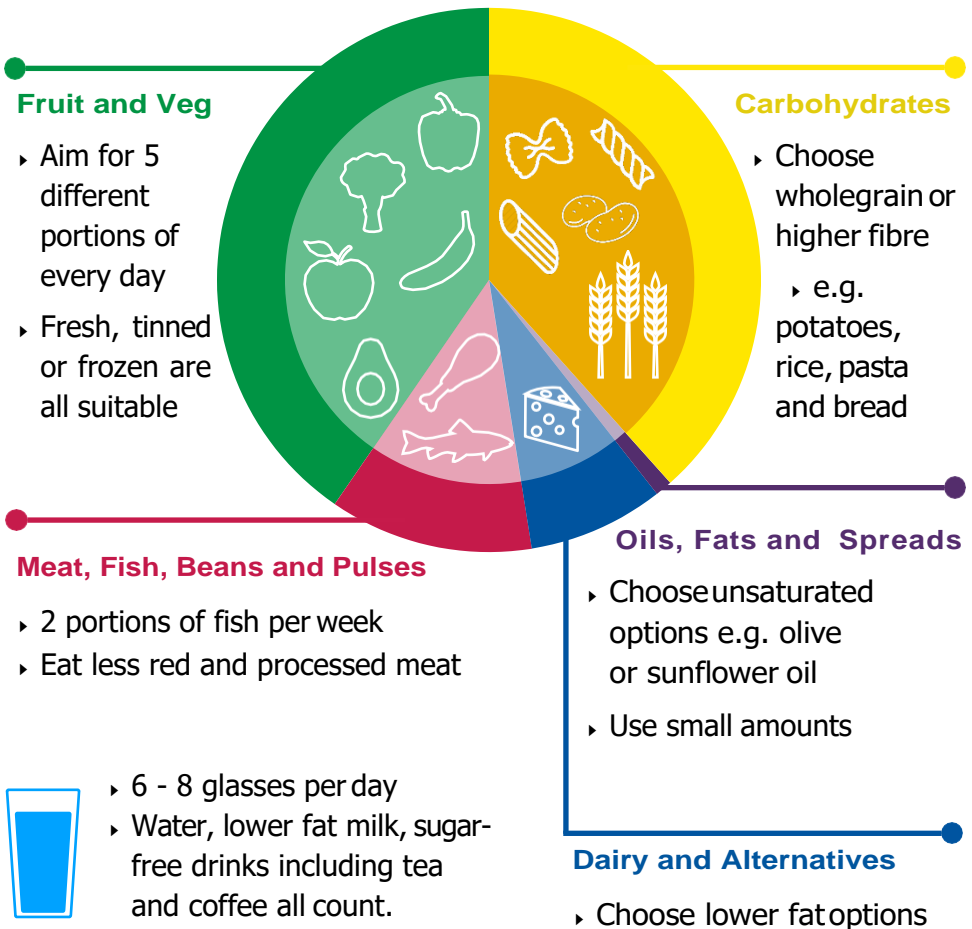 Fruit and Veg
‣ Aim for 5
different
portions of
every day
‣ Fresh, tinned
or frozen are
all suitable
Carbohydrates
‣ Choose
wholegrain or
higher fibre
‣ e.g.
potatoes,
rice, pasta
and bread
Meat, Fish, Beans and Pulses
‣ 2 portions of fish per week
‣ Eat less red and processed meat
Oils, Fats and Spreads
‣ Choose unsaturated
options e.g. olive
or sunflower oil
‣ Use small amounts
‣ 6 - 8 glasses per day
‣ Water, lower fat milk, sugar-
free drinks including tea
and coffee all count.
Dairy and Alternatives
‣ Choose lower fat options